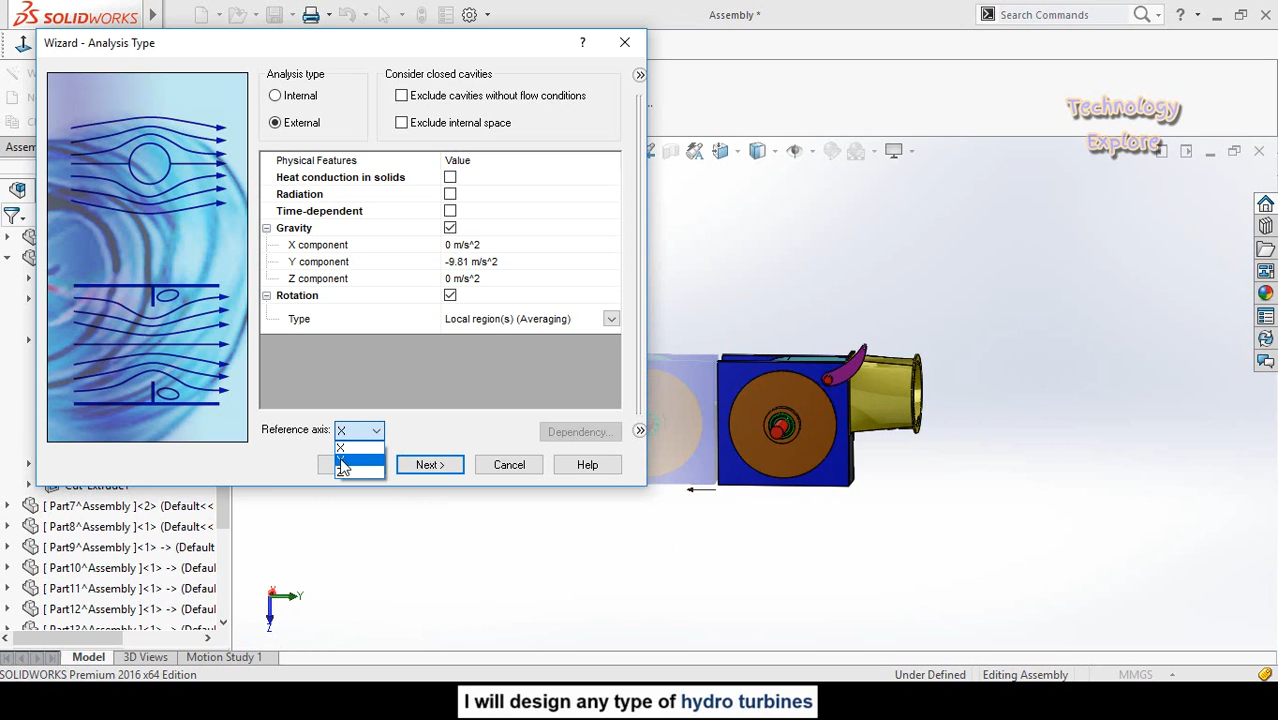 SOLIDWORKS
Assembly *
Search Commands
?
Wizard - Analysis Type
?
Analysis type
Internal
External
Consider closed cavities
Exclude cavities without flow conditions
Exclude internal space
Physical Features Value
Heat conduction in solids
Radiation
Time-dependent
Gravity
X component 0 m/s^2
Y component -9.81 m/s^2
Z component 0 m/s^2
Rotation
Type Local region(s) (Averaging)
Reference axis: X
X
Dependency...
Next >
Cancel
Help
Technology
Explore
Assem
[ Part7^Assembly ]<2> (Default<<
[ Part8^Assembly ]<1> (Default<<
[ Part9^Assembly ]<1> -> (Defaul
[ Part10^Assembly ]<1> -> (Defau
[ Part11^Assembly ]<1> -> (Defau
[ Part12^Assembly ]<1> -> (Defau
Y
Z
Model
3D Views
Motion Study 1
SOLIDWORKS Premium 2016 x64 Edition
Under Defined
Editing Assembly
MMGS
I will design any type of hydro turbines